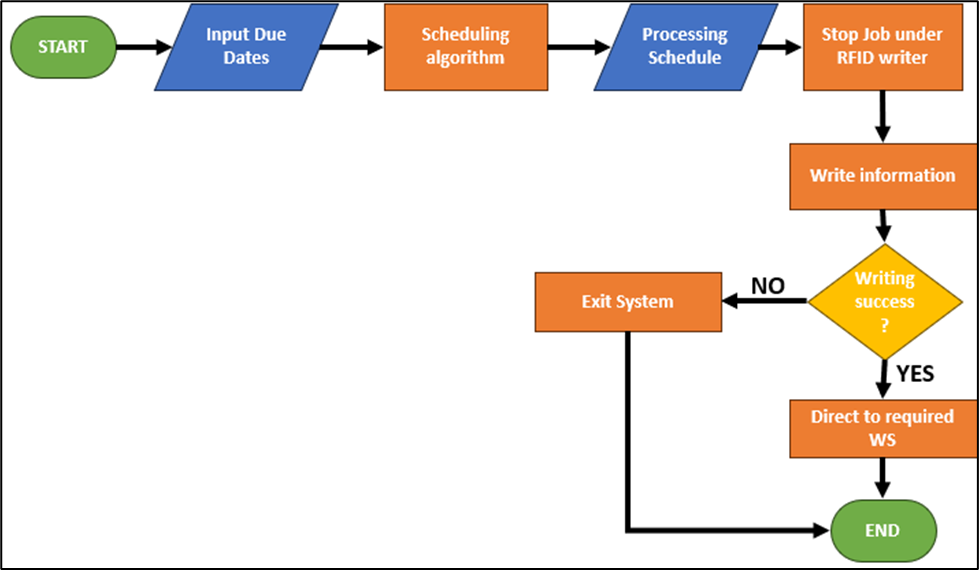 START
Input Due
Dates
Scheduling
algorithm
Processing
Schedule
Stop Job under
RFID writer
Write information
Writing
success
?
NO
Exit System
YES
Direct to required
WS
END